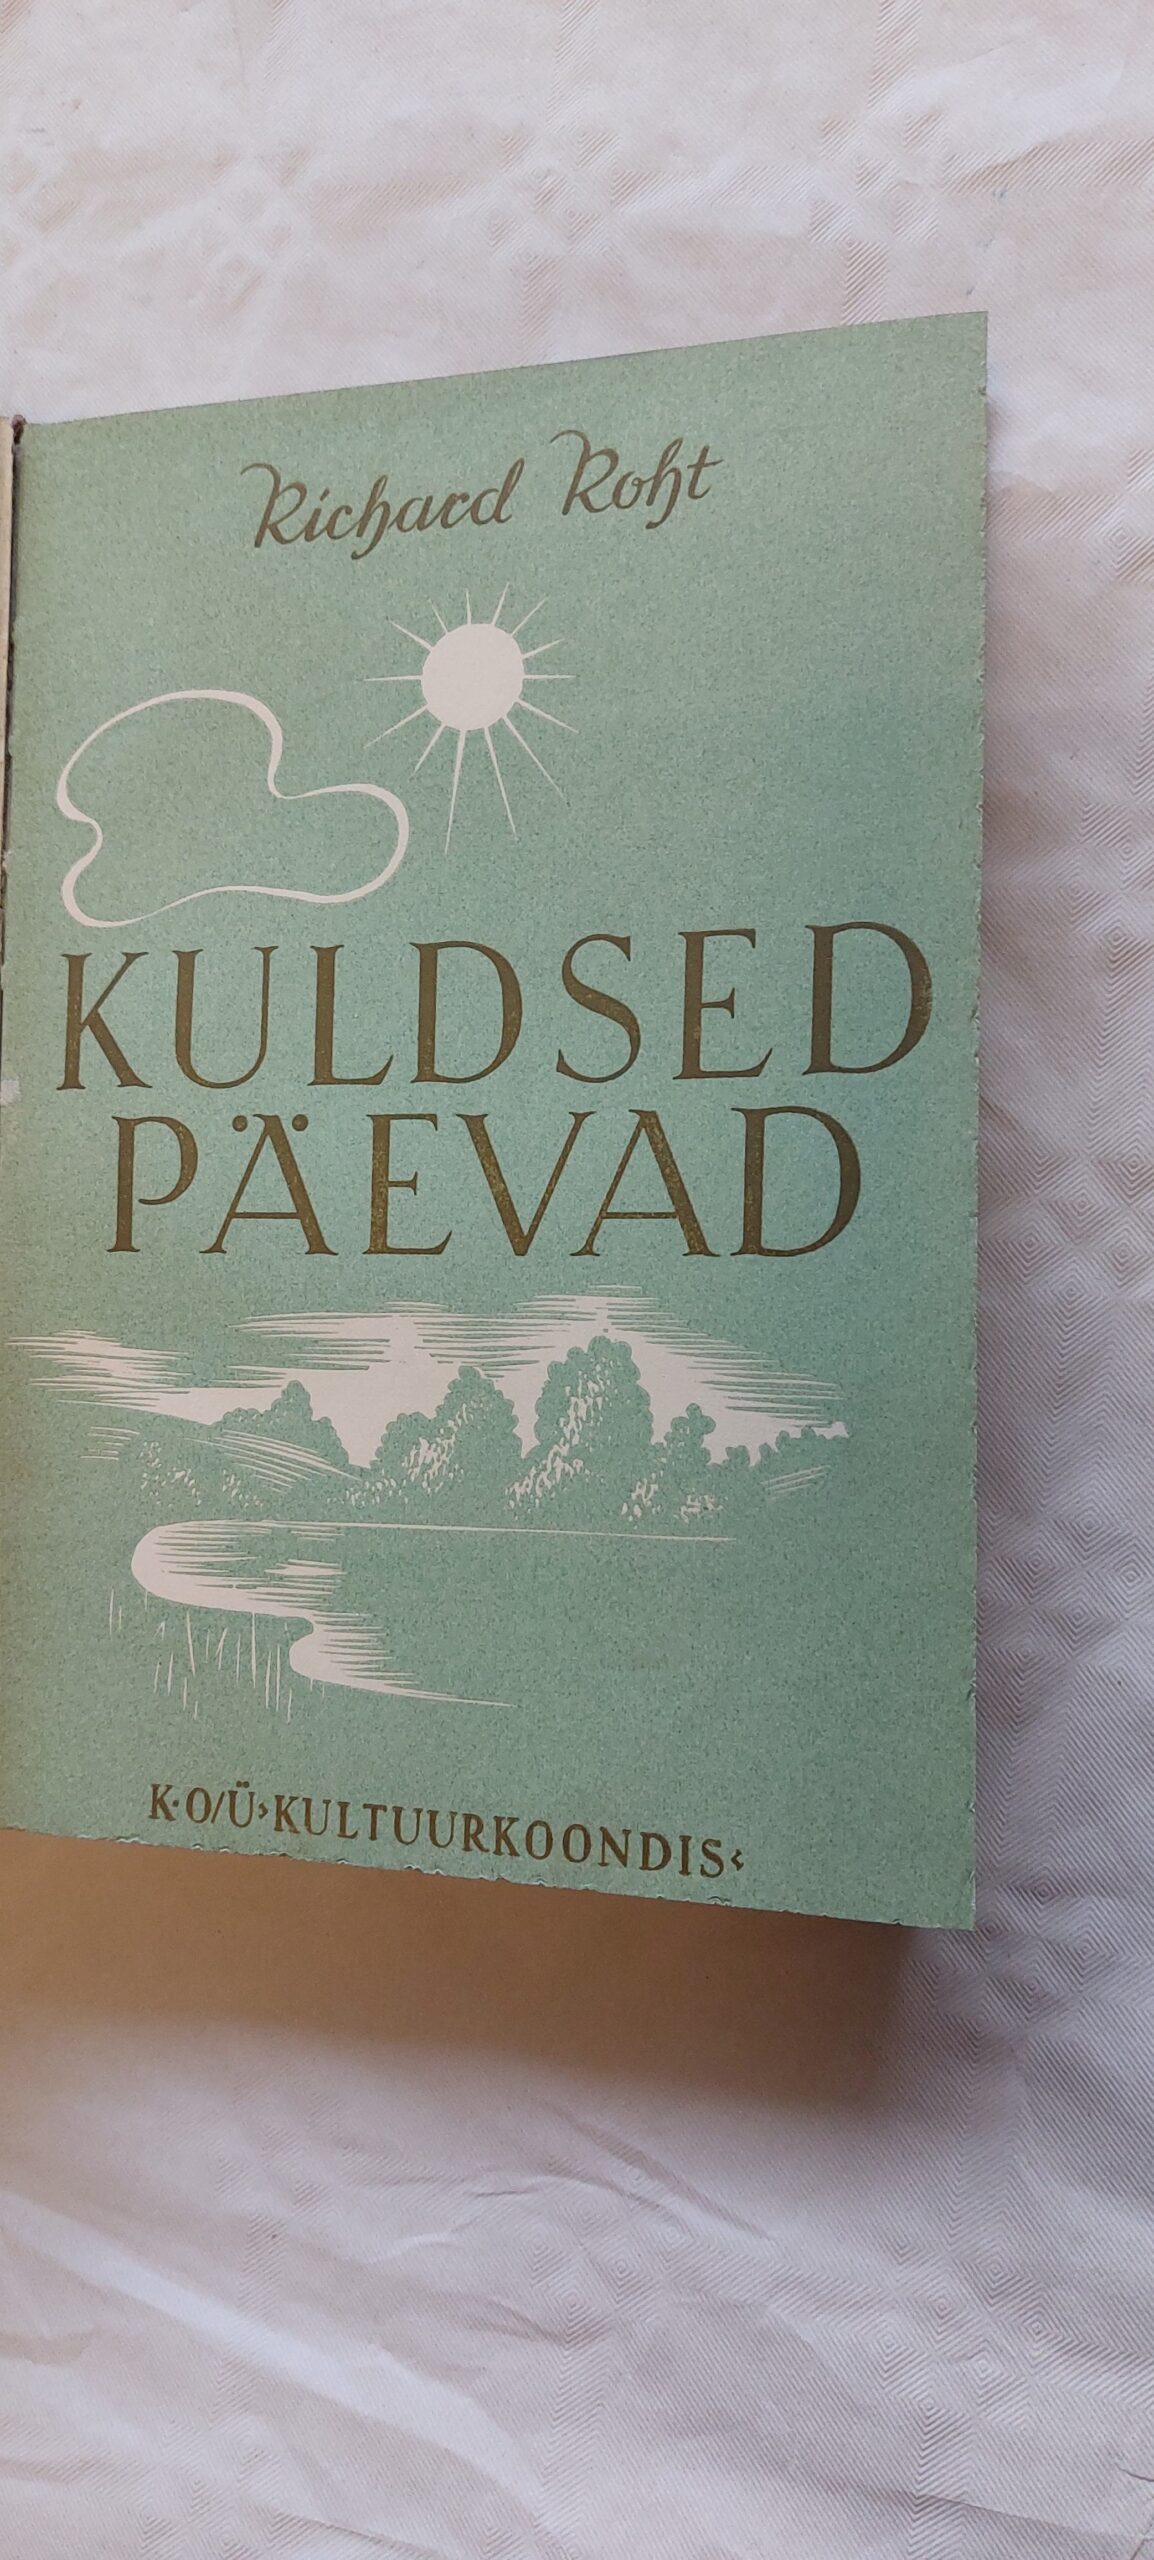 Richard Roht
KULDSED
PÄEVAD
K·O/Ü›KULTUURKOONDIS‹